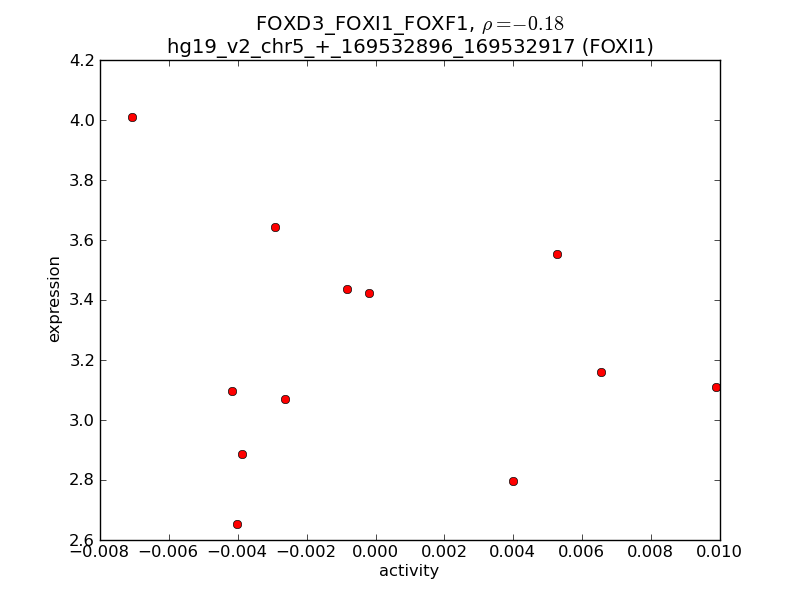 FOXD3_FOXI1_FOXF1, ρ=−0.18
hg19_v2_chr5_+_169532896_169532917 (FOXI1)
4.2
4.0
3.8
3.6
3.4
3.2
3.0
2.8
2.6
expression
−0.008 −0.006 −0.004 −0.002 0.000 0.002 0.004 0.006 0.008 0.010
activity